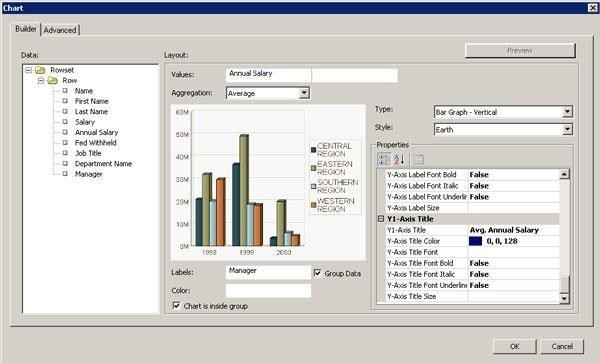 Chart
Builder Advanced
Data:
Rowset
Row
Name
First Name
Last Name
Salary
Annual Salary
Fed Withheld
Job Title
Department Name
Manager
Layout:
Preview
Values: Annual Salary
Aggregation: Average
60M
50M
40M
30M
20M
10M
0M
1998 1999 2000
CENTRAL
REGION
EASTERN
REGION
SOUTHERN
REGION
WESTERN
REGION
Labels: Manager Group Data
Color:
Chart is inside group
Type: Bar Graph - Vertical
Style: Earth
Properties
Y-Axis Label Font Bold False
Y-Axis Label Font Italic False
Y-Axis Label Font Underlin False
Y-Axis Label Size
Y1-Axis Title
Y1-Axis Title Avg. Annual Salary
Y-Axis Title Color 0, 0, 128
Y-Axis Title Font
Y-Axis Title Font Bold False
Y-Axis Title Font Italic False
Y-Axis Title Font Underline False
Y-Axis Title Size
OK Cancel